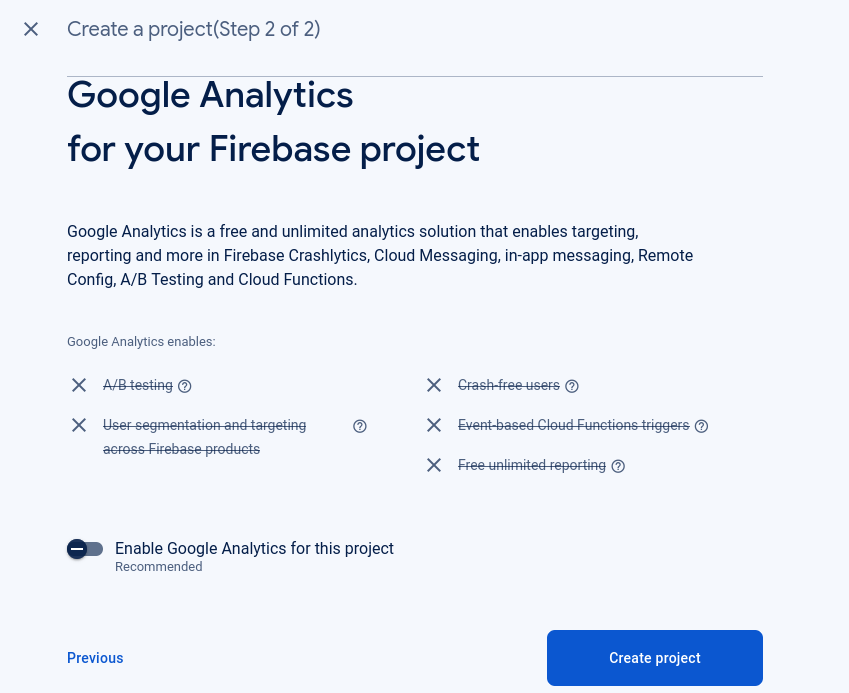 Create a project(Step 2 of 2)
Google Analytics
for your Firebase project
Google Analytics is a free and unlimited analytics solution that enables targeting,
reporting and more in Firebase Crashlytics, Cloud Messaging, in-app messaging, Remote
Config, A/B Testing and Cloud Functions.
Google Analytics enables:
A/B testing
User segmentation and targeting
across Firebase products
Crash-free users
Event-based Cloud Functions triggers
Free unlimited reporting
Enable Google Analytics for this project
Recommended
Previous
Create project